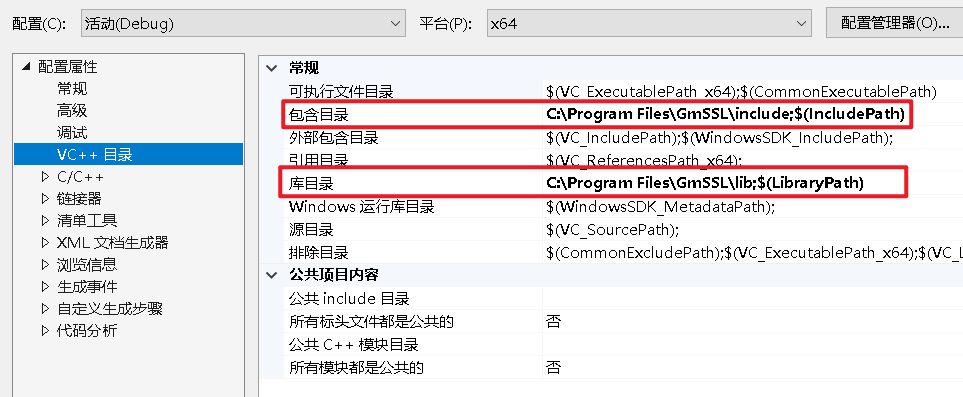 配置(C): 活动(Debug) 平台(P): x64 配置管理器(O)...
配置属性
常规
高级
调试
VC++ 目录
C/C++
链接器
清单工具
XML 文档生成器
浏览信息
生成事件
自定义生成步骤
代码分析
常规
可执行文件目录 $(VC_ExecutablePath_x64);$(CommonExecutablePath)
包含目录 C:\Program Files\GmSSL\include;$(IncludePath)
外部包含目录 $(VC_IncludePath);$(WindowsSDK_IncludePath);
引用目录 $(VC_ReferencesPath_x64);
库目录 C:\Program Files\GmSSL\lib;$(LibraryPath)
Windows 运行库目录 $(WindowsSDK_MetadataPath);
源目录 $(VC_SourcePath);
排除目录 $(CommonExcludePath);$(VC_ExecutablePath_x64);$(VC_L
公共项目内容
公共 include 目录
所有标头文件都是公共的 否
公共 C++ 模块目录
所有模块都是公共的 否